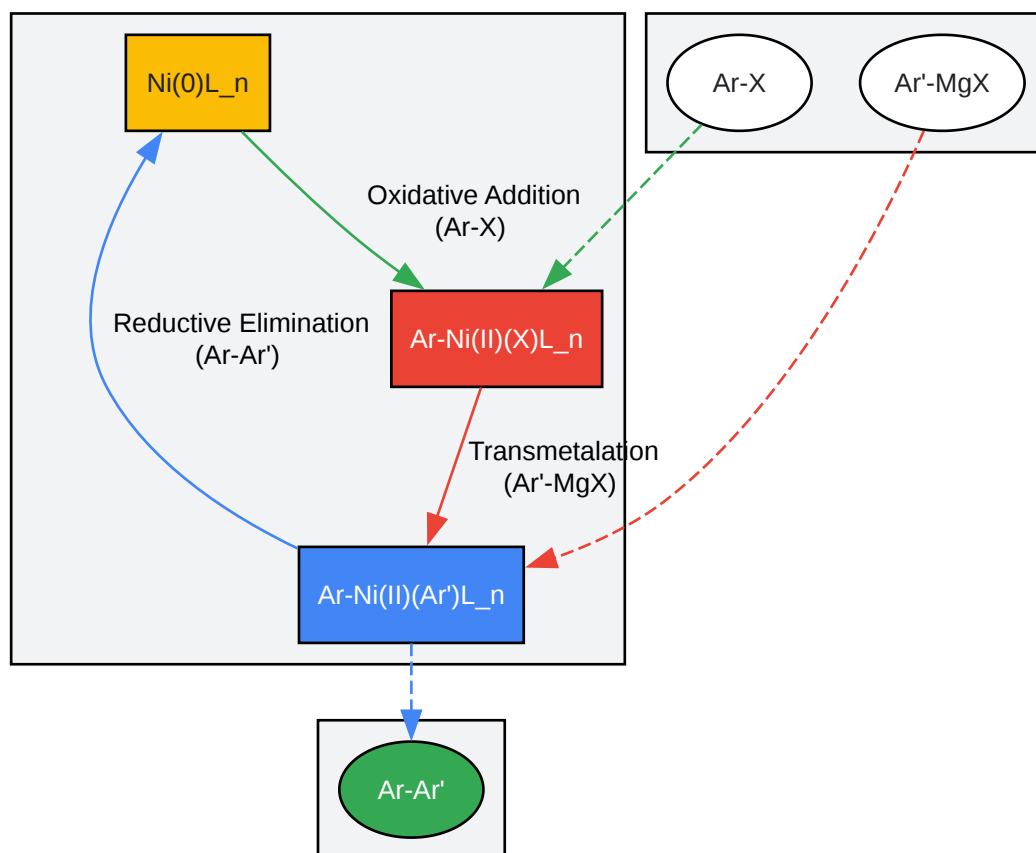 Ni(0)L_n
Ar-X
Ar'-MgX
Oxidative Addition
(Ar-X)
Reductive Elimination
(Ar-Ar')
Ar-Ni(II)(X)L_n
Transmetalation
(Ar'-MgX)
Ar-Ni(II)(Ar')L_n
Ar-Ar'